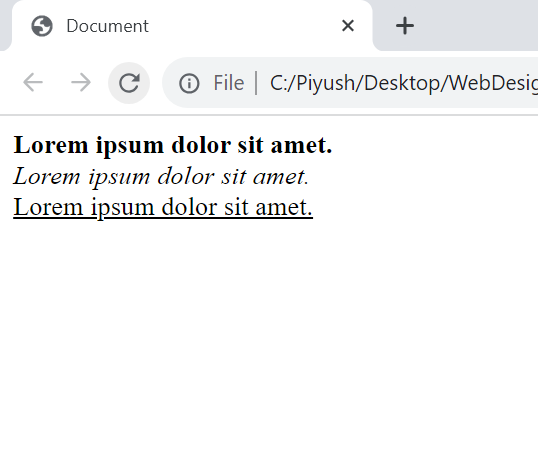 Document
File
C:/Piyush/Desktop/WebDesig
Lorem ipsum dolor sit amet.
Lorem ipsum dolor sit amet.
Lorem ipsum dolor sit amet.